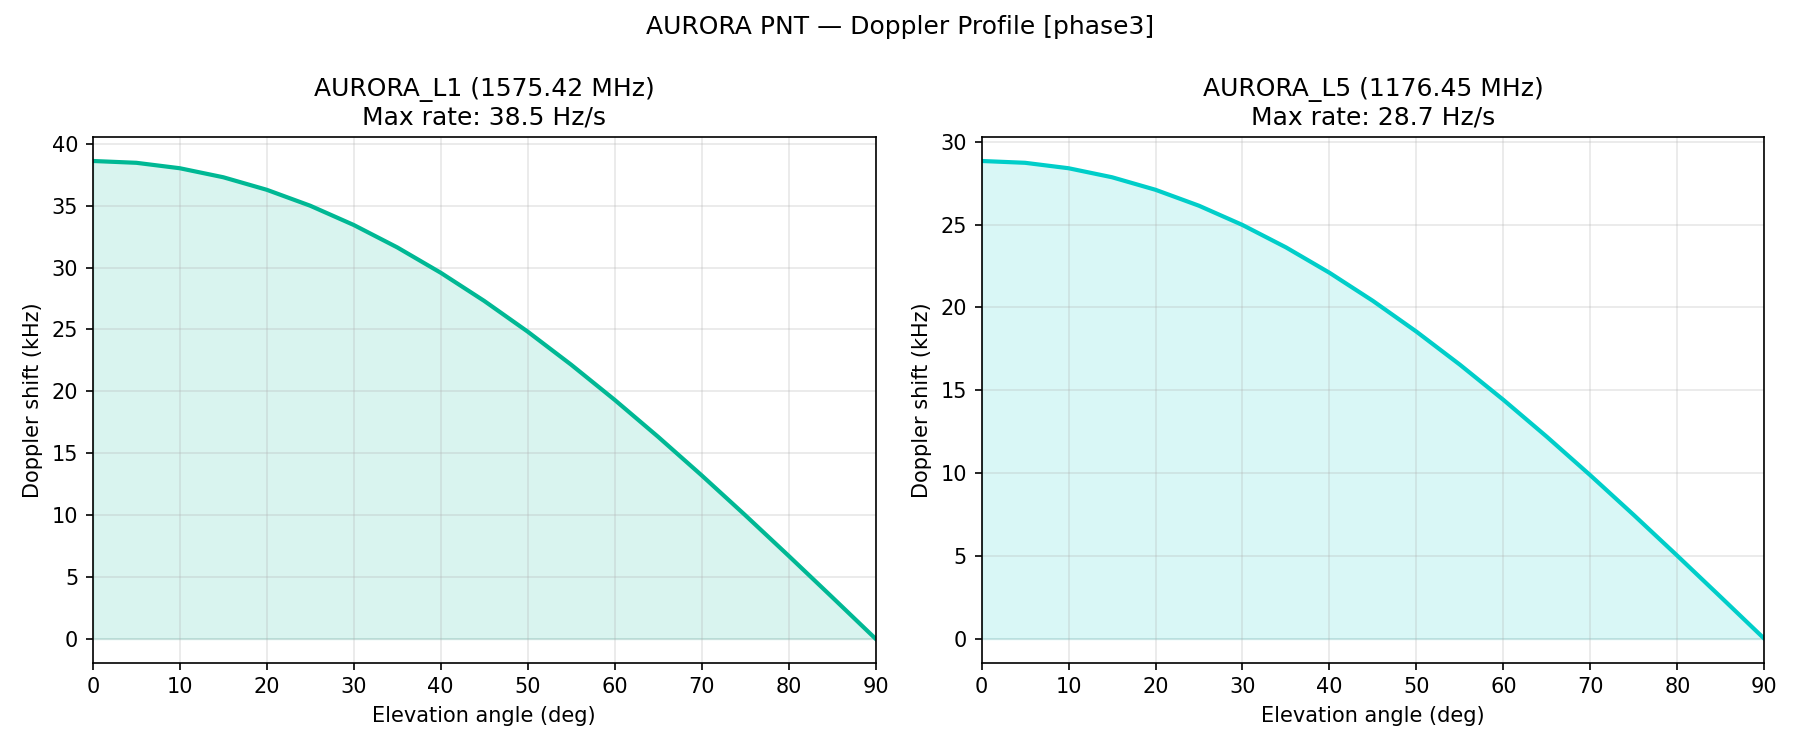 AURORA PNT — Doppler Profile [phase3]
AURORA_L1 (1575.42 MHz)
Max rate: 38.5 Hz/s
40
35
30
25
20
15
10
5
0
Doppler shift (kHz)
0 10 20 30 40 50 60 70 80 90
Elevation angle (deg)
AURORA_L5 (1176.45 MHz)
Max rate: 28.7 Hz/s
30
25
20
15
10
5
0
Doppler shift (kHz)
0 10 20 30 40 50 60 70 80 90
Elevation angle (deg)